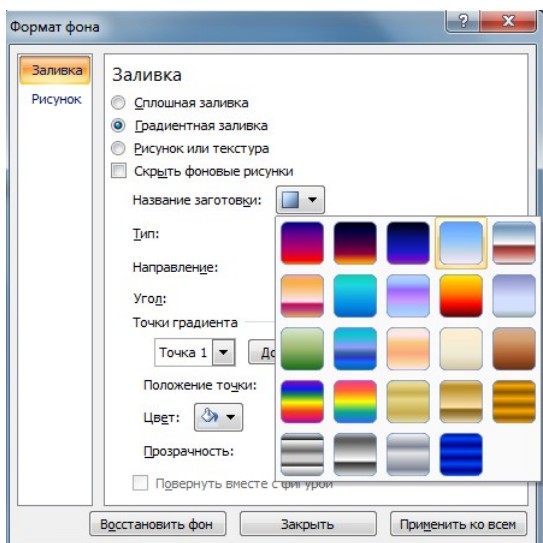 Формат фона
Заливка
Рисунок
Заливка
Сплошная заливка
Градиентная заливка
Рисунок или текстура
Скрыть фоновые рисунки
Название заготовки:
Тип:
Направление:
Угол:
Точки градиента
Точка 1
До
Положение точки:
Цвет:
Прозрачность:
Повернуть вместе с фигурой
Восстановить фон
Закрыть
Применить ко всем